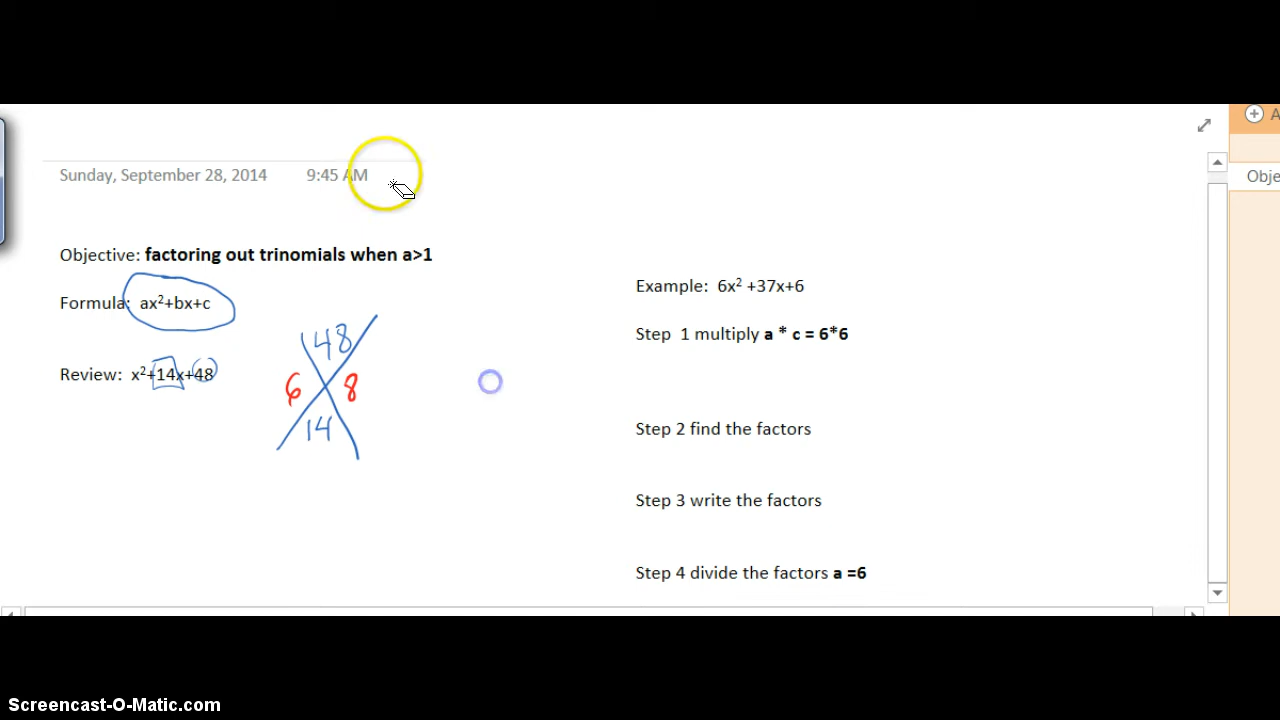 Sunday, September 28, 2014 9:45 AM
Objective: factoring out trinomials when a>1
Formula: ax²+bx+c
Review: x²+14x+48
48
6 8
14
Example: 6x² +37x+6
Step 1 multiply a * c = 6*6
Step 2 find the factors
Step 3 write the factors
Step 4 divide the factors a =6
A
Obje
Screencast-O-Matic.com